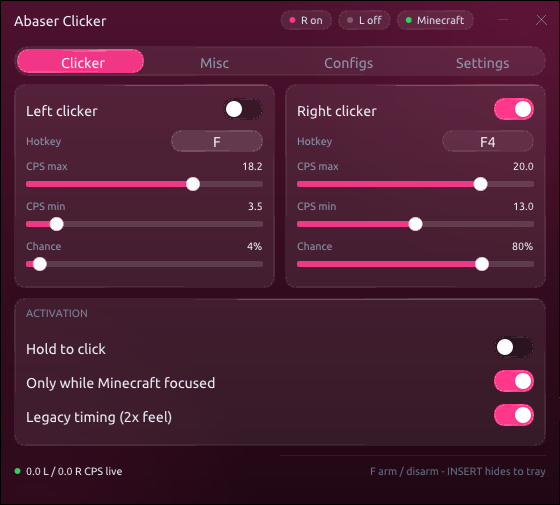 Abaser Clicker
R on
L off
Minecraft
Clicker
Misc
Configs
Settings
Left clicker
Hotkey
F
CPS max
18.2
CPS min
3.5
Chance
4%
Right clicker
Hotkey
F4
CPS max
20.0
CPS min
13.0
Chance
80%
ACTIVATION
Hold to click
Only while Minecraft focused
Legacy timing (2x feel)
0.0 L / 0.0 R CPS live
F arm / disarm - INSERT hides to tray